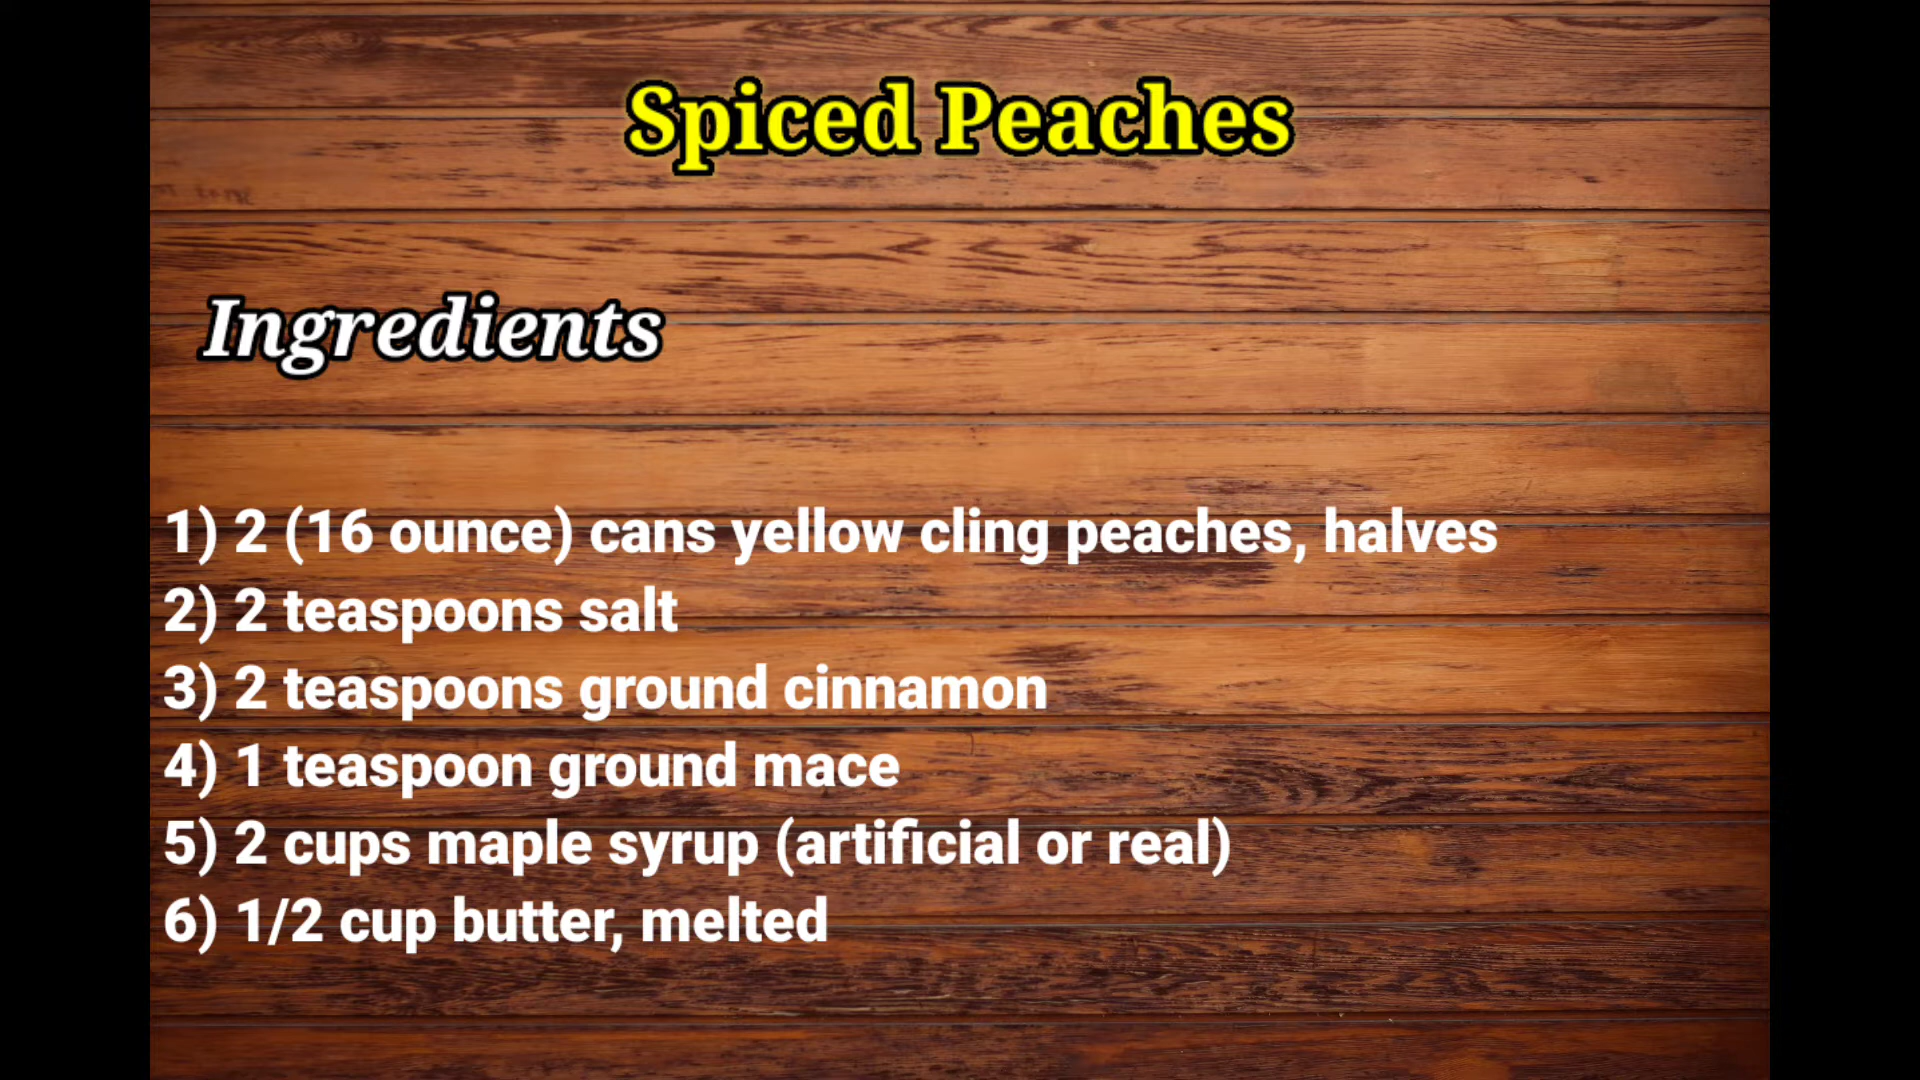 Spiced Peaches
Ingredients
1) 2 (16 ounce) cans yellow cling peaches, halves
2) 2 teaspoons salt
3) 2 teaspoons ground cinnamon
4) 1 teaspoon ground mace
5) 2 cups maple syrup (artificial or real)
6) 1/2 cup butter, melted